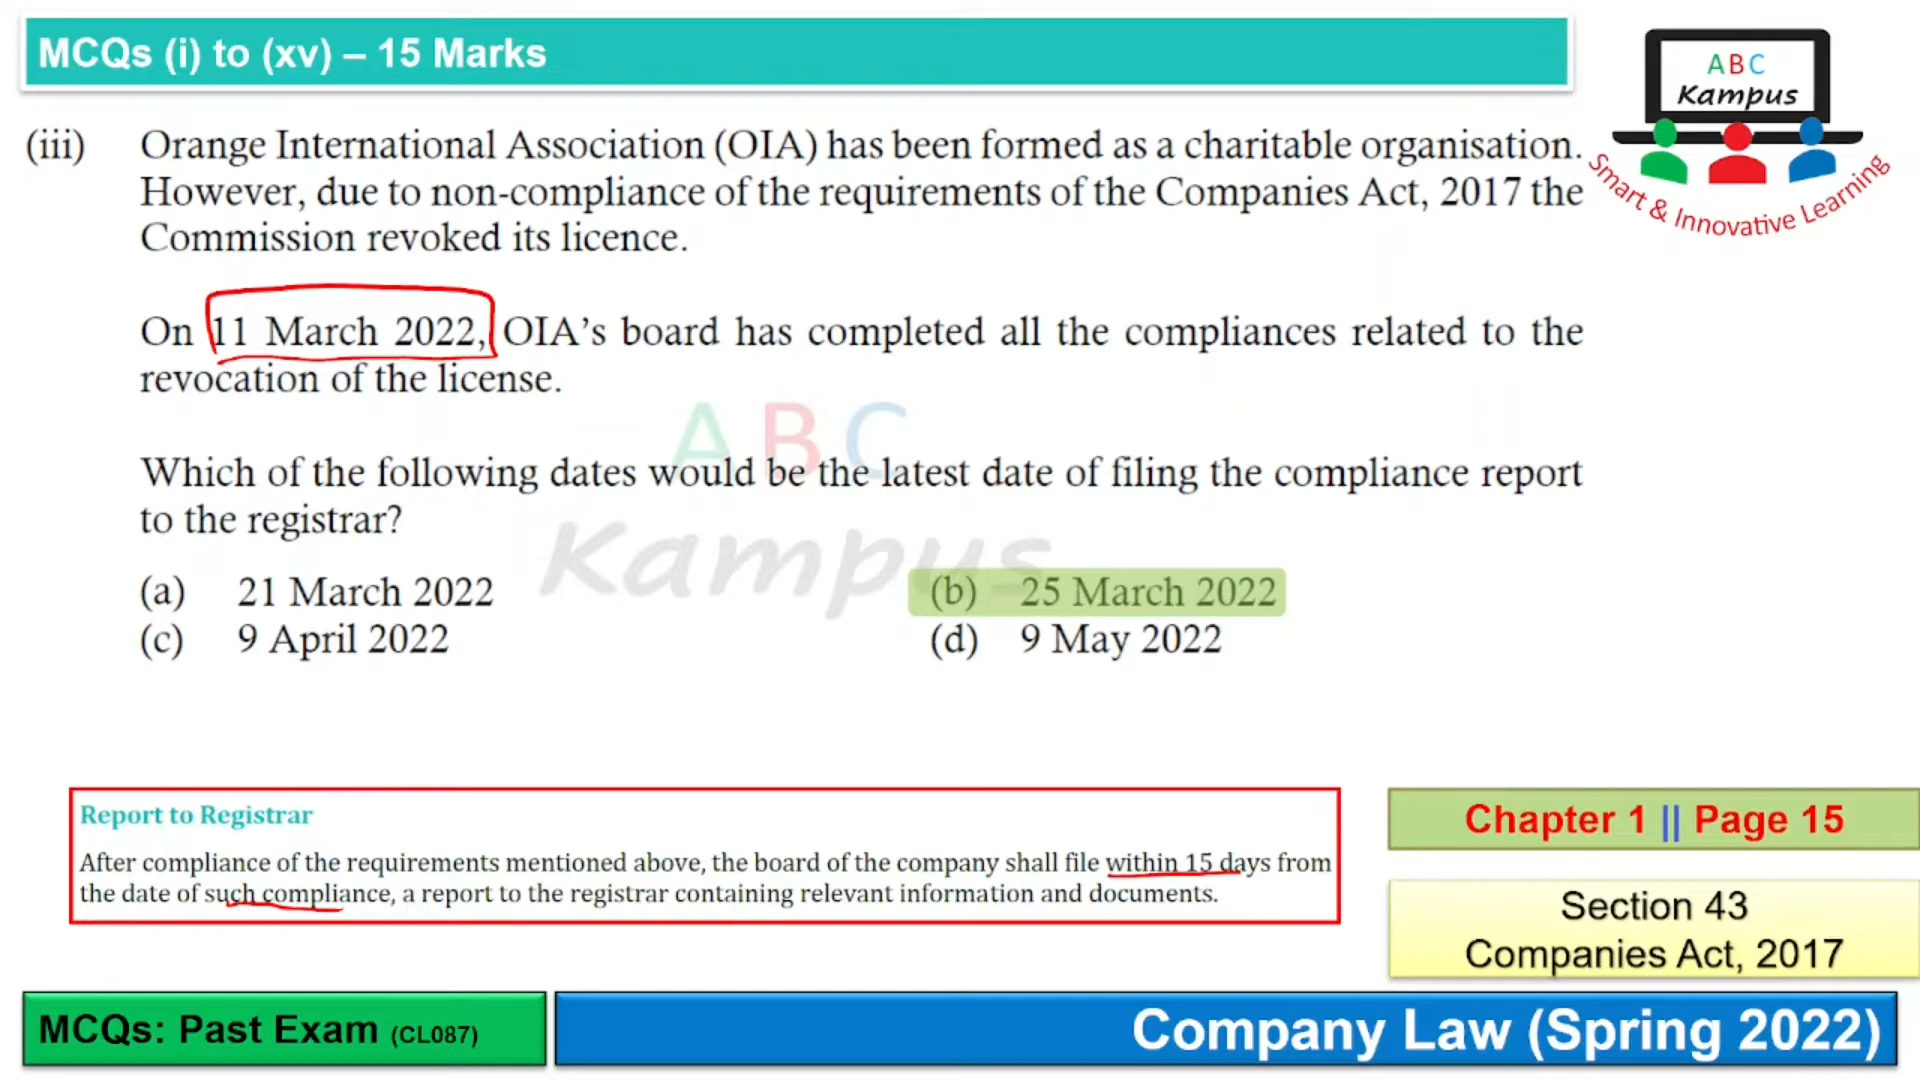 MCQs (i) to (xv) – 15 Marks
ABC
Kampus
Smart & Innovative Learning
(iii) Orange International Association (OIA) has been formed as a charitable organisation.
However, due to non-compliance of the requirements of the Companies Act, 2017 the
Commission revoked its licence.
On 11 March 2022, OIA's board has completed all the compliances related to the
revocation of the license.
Which of the following dates would be the latest date of filing the compliance report
to the registrar?
(a) 21 March 2022 (b) 25 March 2022
(c) 9 April 2022 (d) 9 May 2022
ABC
Kampus
Report to Registrar
After compliance of the requirements mentioned above, the board of the company shall file within 15 days from
the date of such compliance, a report to the registrar containing relevant information and documents.
Chapter 1 || Page 15
Section 43
Companies Act, 2017
MCQs: Past Exam (CL087)
Company Law (Spring 2022)